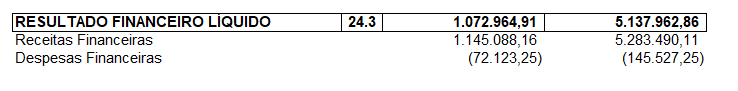 RESULTADO FINANCEIRO LÍQUIDO 24.3 1.072.964,91 5.137.962,86
Receitas Financeiras 1.145.088,16 5.283.490,11
Despesas Financeiras (72.123,25) (145.527,25)